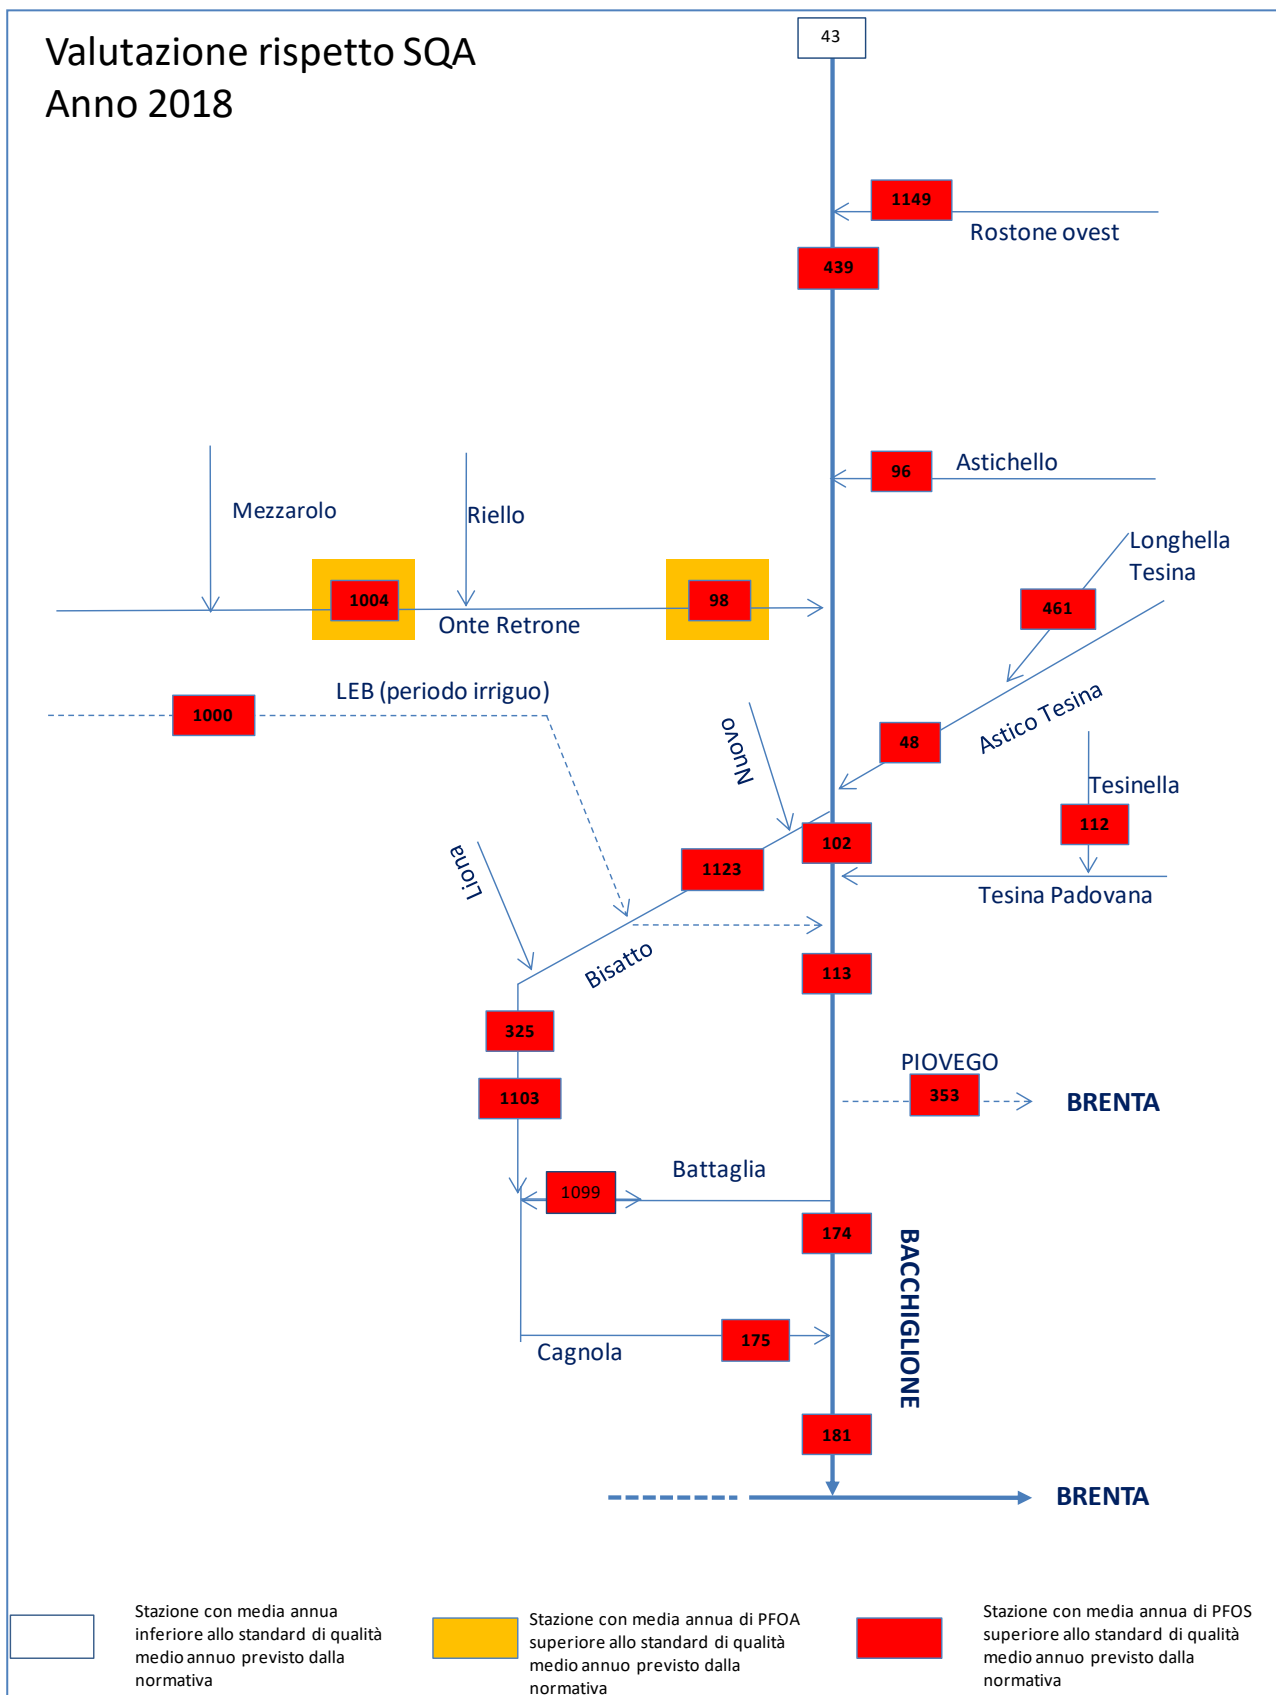 Valutazione rispetto SQA
Anno 2018
43
1149
Rostone ovest
439
Astichello
96
Mezzarolo
Riello
Longhella
Tesina
1004
98
461
Onte Retrone
LEB (periodo irriguo)
1000
Nuovo
48
Astico Tesina
Tesinella
112
102
1123
Liona
Tesina Padovana
Bisatto
113
325
PIOVEGO
353
BRENTA
1103
Battaglia
1099
174
BACCHIGLIONE
175
Cagnola
181
BRENTA
Stazione con media annua
inferiore allo standard di qualità
medio annuo previsto dalla
normativa
Stazione con media annua di PFOA
superiore allo standard di qualità
medio annuo previsto dalla
normativa
Stazione con media annua di PFOS
superiore allo standard di qualità
medio annuo previsto dalla
normativa